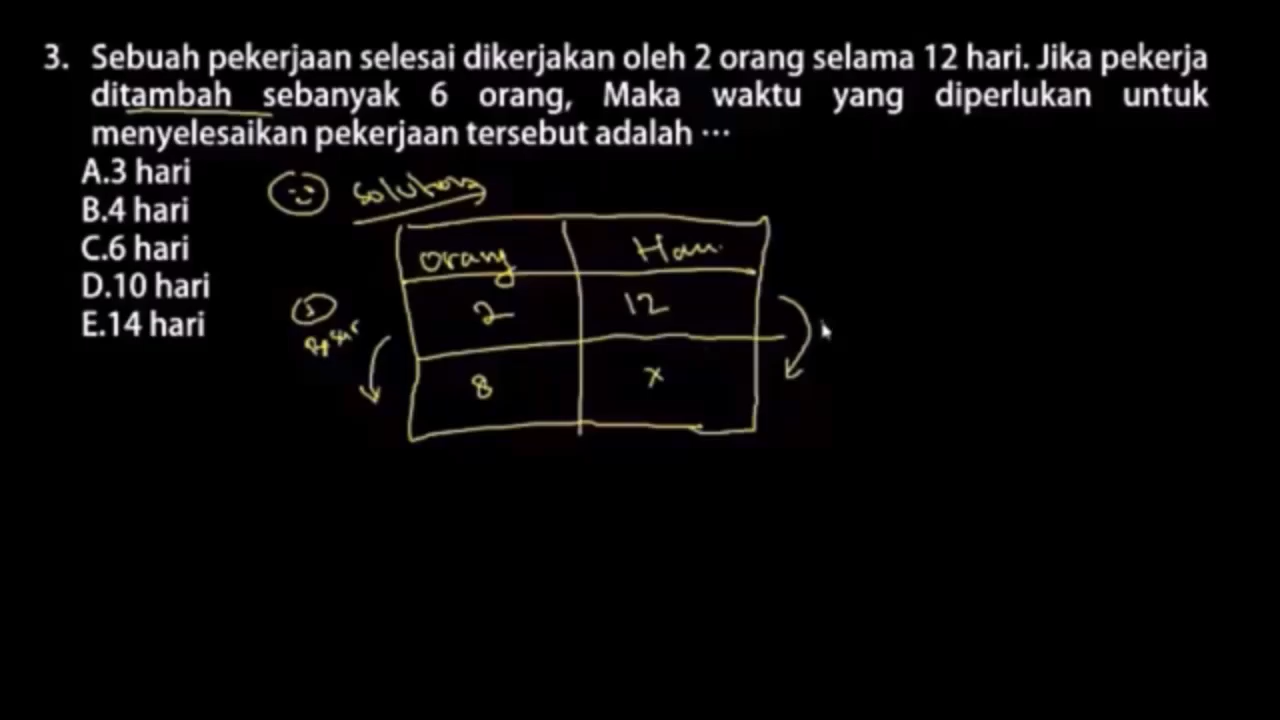 3. Sebuah pekerjaan selesai dikerjakan oleh 2 orang selama 12 hari. Jika pekerja
ditambah sebanyak 6 orang, Maka waktu yang diperlukan untuk
menyelesaikan pekerjaan tersebut adalah ⋯
A.3 hari
B.4 hari
C.6 hari
D.10 hari
E.14 hari
orang Hari
2 12
8 x